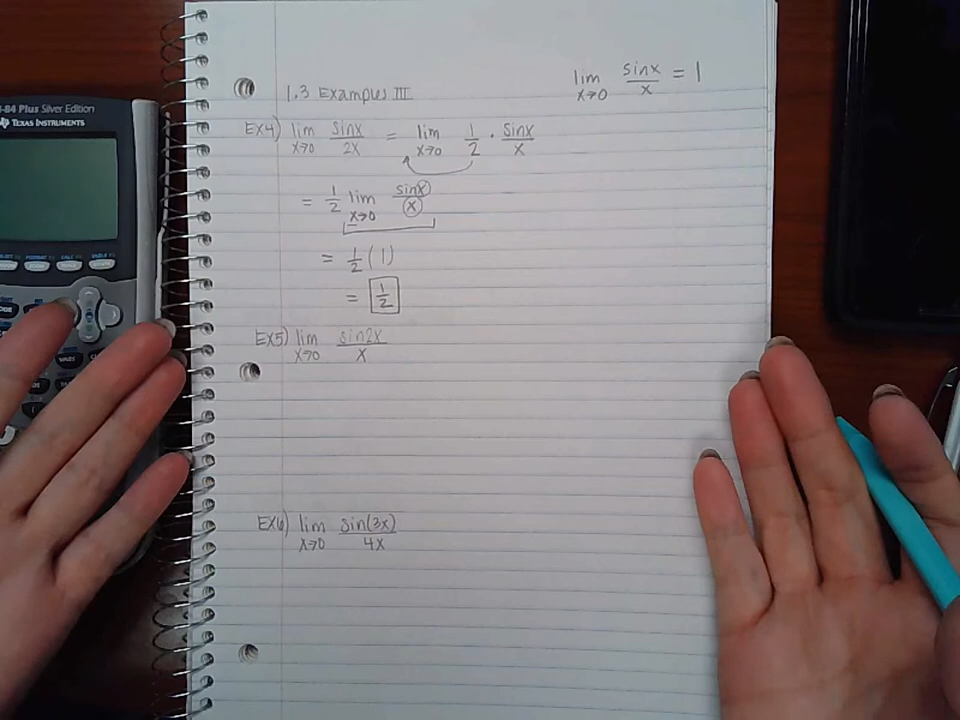 -84 Plus Silver Edition
TEXAS INSTRUMENTS
1.3 Examples III
lim x→0 sinx/x = 1
EX4) lim x→0 sinx/2x = lim x→0 1/2 · sinx/x
= 1/2 lim x→0 sinx/x
= 1/2 (1)
= 1/2
EX5) lim x→0 sin2x/x
EX6) lim x→0 sin(3x)/4x